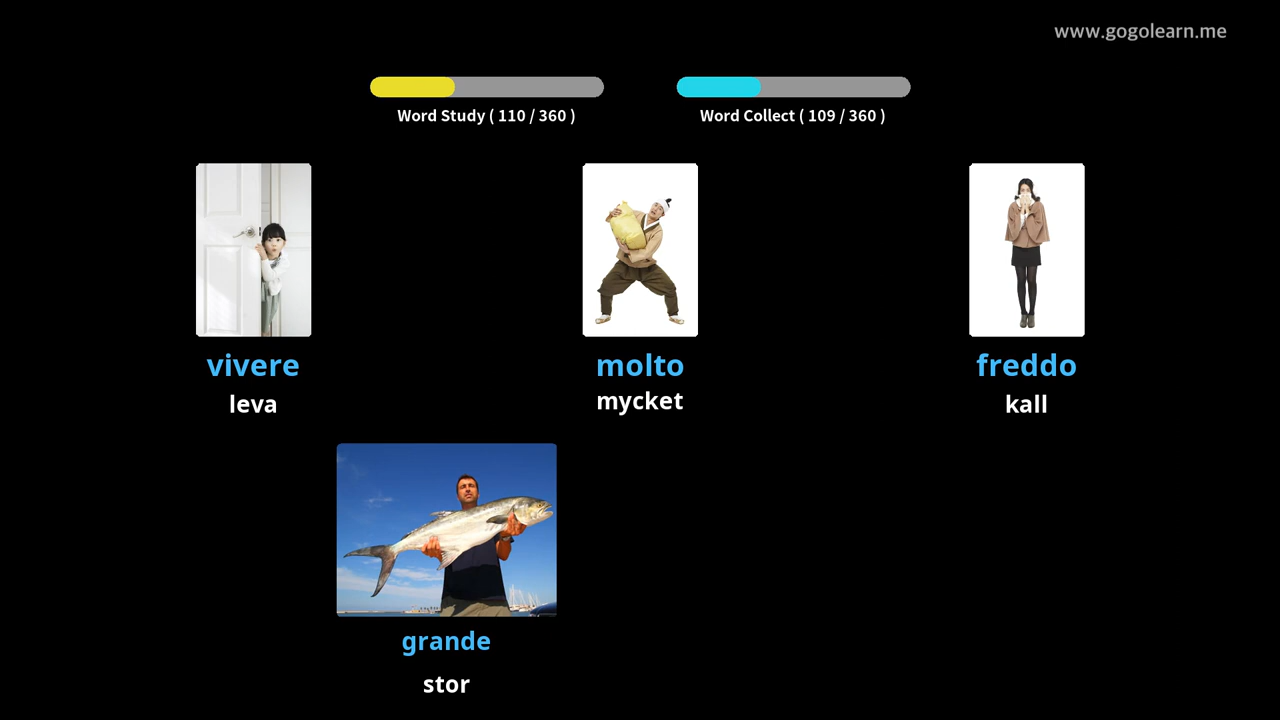 www.gogolearn.me
Word Study ( 110 / 360 )
Word Collect ( 109 / 360 )
vivere
leva
molto
mycket
freddo
kall
grande
stor